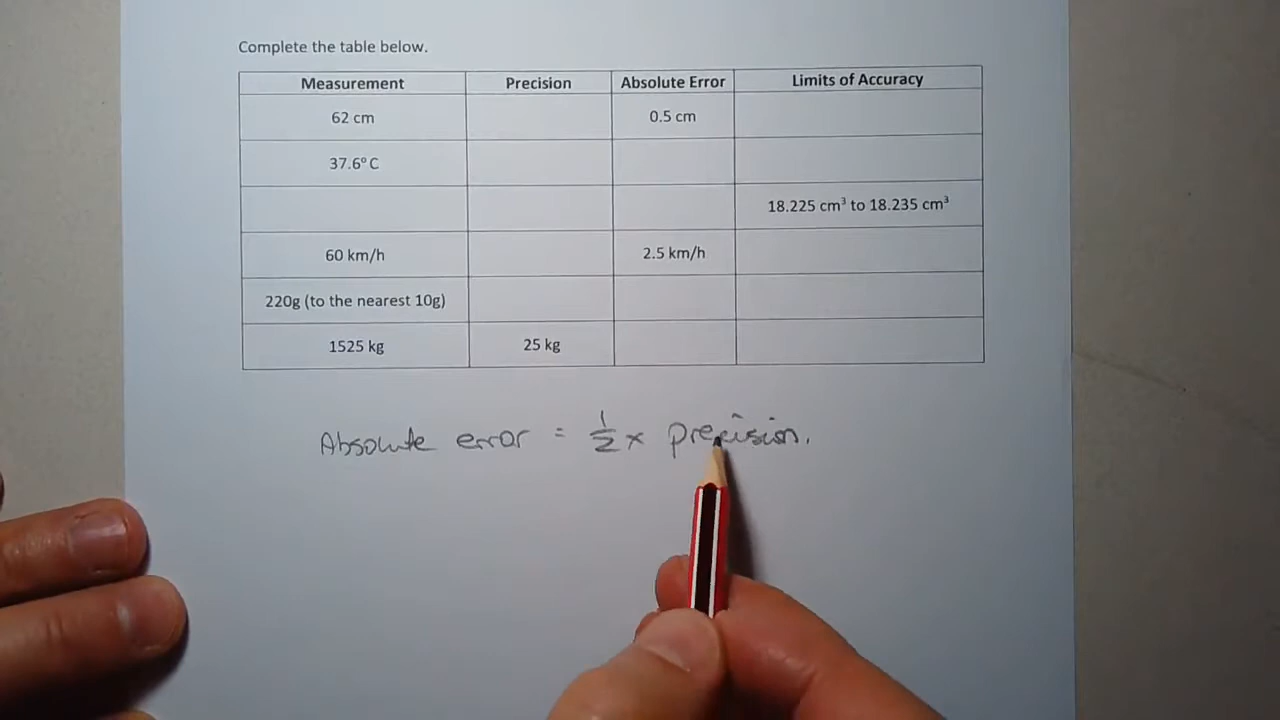 Complete the table below.
Measurement Precision Absolute Error Limits of Accuracy
62 cm 0.5 cm
37.6°C
18.225 cm³ to 18.235 cm³
60 km/h 2.5 km/h
220g (to the nearest 10g)
1525 kg 25 kg
Absolute error = 1/2 x precision.